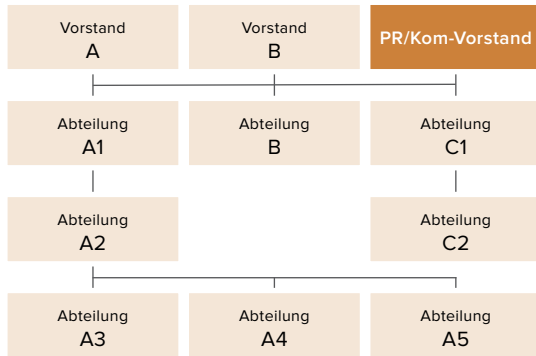 Vorstand
A
Vorstand
B
PR/Kom-Vorstand
Abteilung
A1
Abteilung
B
Abteilung
C1
Abteilung
A2
Abteilung
C2
Abteilung
A3
Abteilung
A4
Abteilung
A5